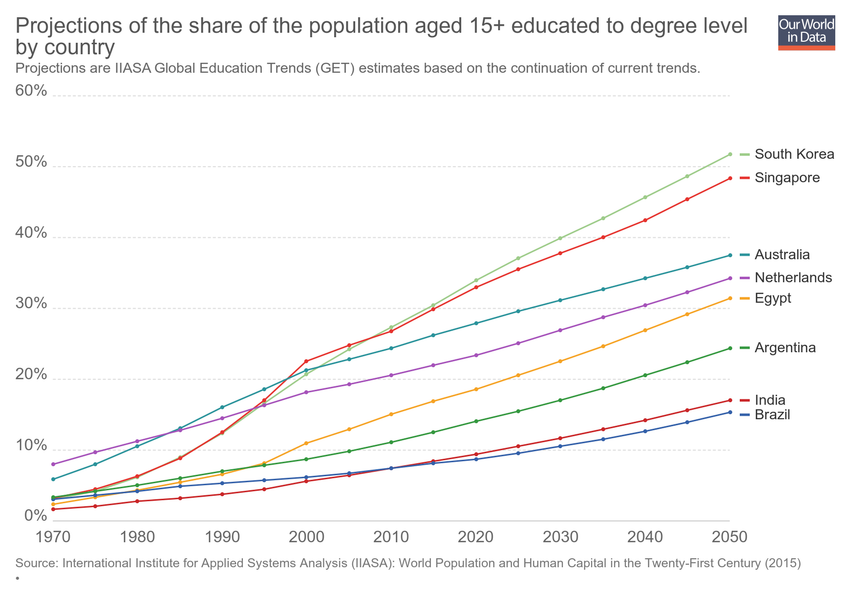 Projections of the share of the population aged 15+ educated to degree level
by country
Our World
in Data
Projections are IIASA Global Education Trends (GET) estimates based on the continuation of current trends.
60%
50%
40%
30%
20%
10%
0%
South Korea
Singapore
Australia
Netherlands
Egypt
Argentina
India
Brazil
1970 1980 1990 2000 2010 2020 2030 2040 2050
Source: International Institute for Applied Systems Analysis (IIASA): World Population and Human Capital in the Twenty-First Century (2015)
•